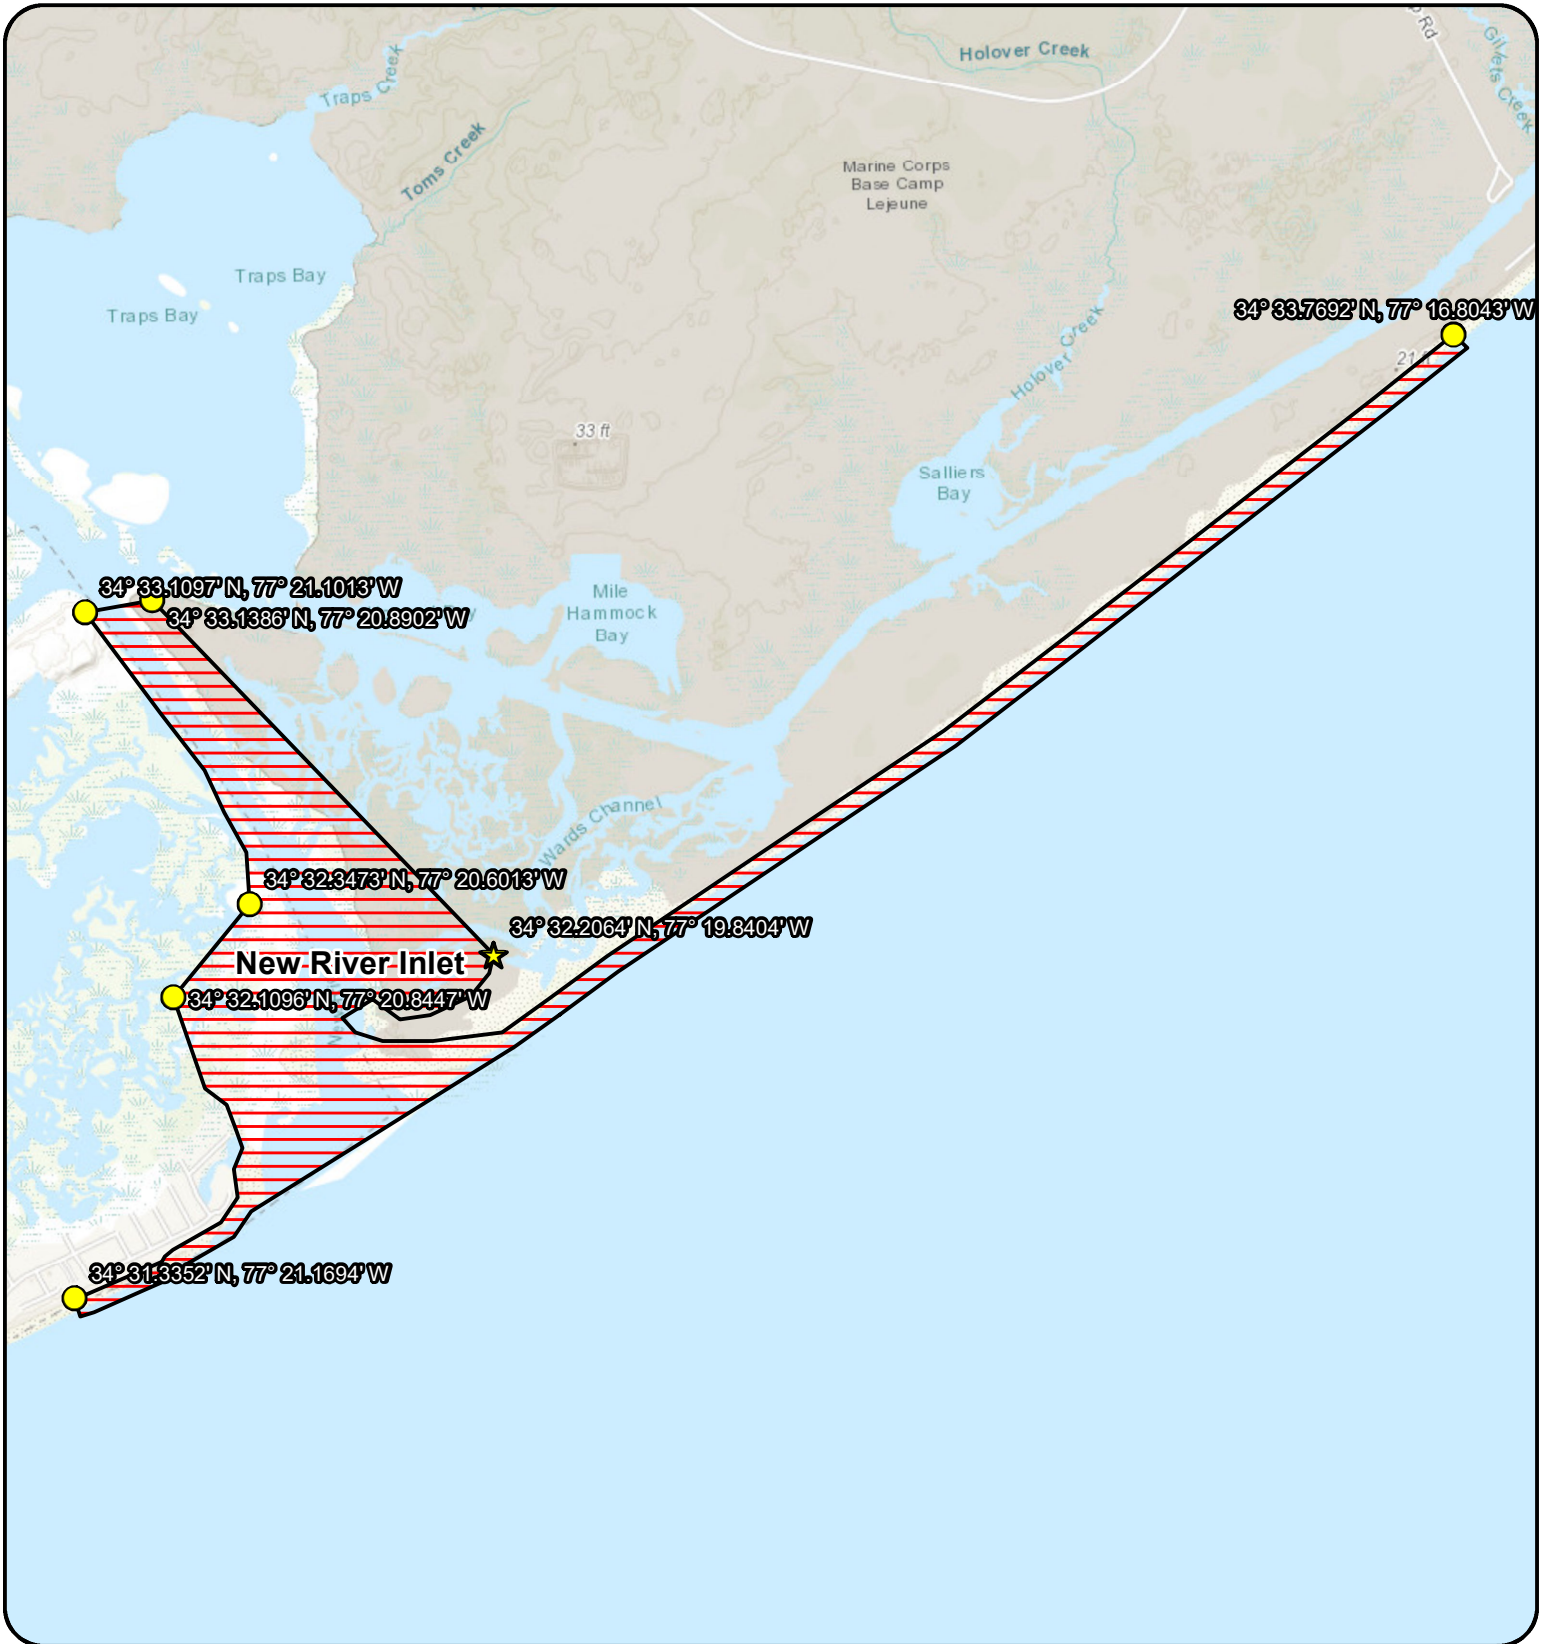 Holover Creek
Gilvets Creek
Rd
Traps Creek
Toms Creek
Marine Corps
Base Camp
Lejeune
Traps Bay
Traps Bay
34° 33.7692' N, 77° 16.8043' W
Holover Creek
33 ft
Salliers
Bay
34° 33.1097' N, 77° 21.1013' W
34° 33.1386' N, 77° 20.8902' W
Mile
Hammock
Bay
Wards Channel
34° 32.3473' N, 77° 20.6013' W
34° 32.2064' N, 77° 19.8404' W
New River Inlet
34° 32.1096' N, 77° 20.8447' W
34° 31.3352' N, 77° 21.1694' W